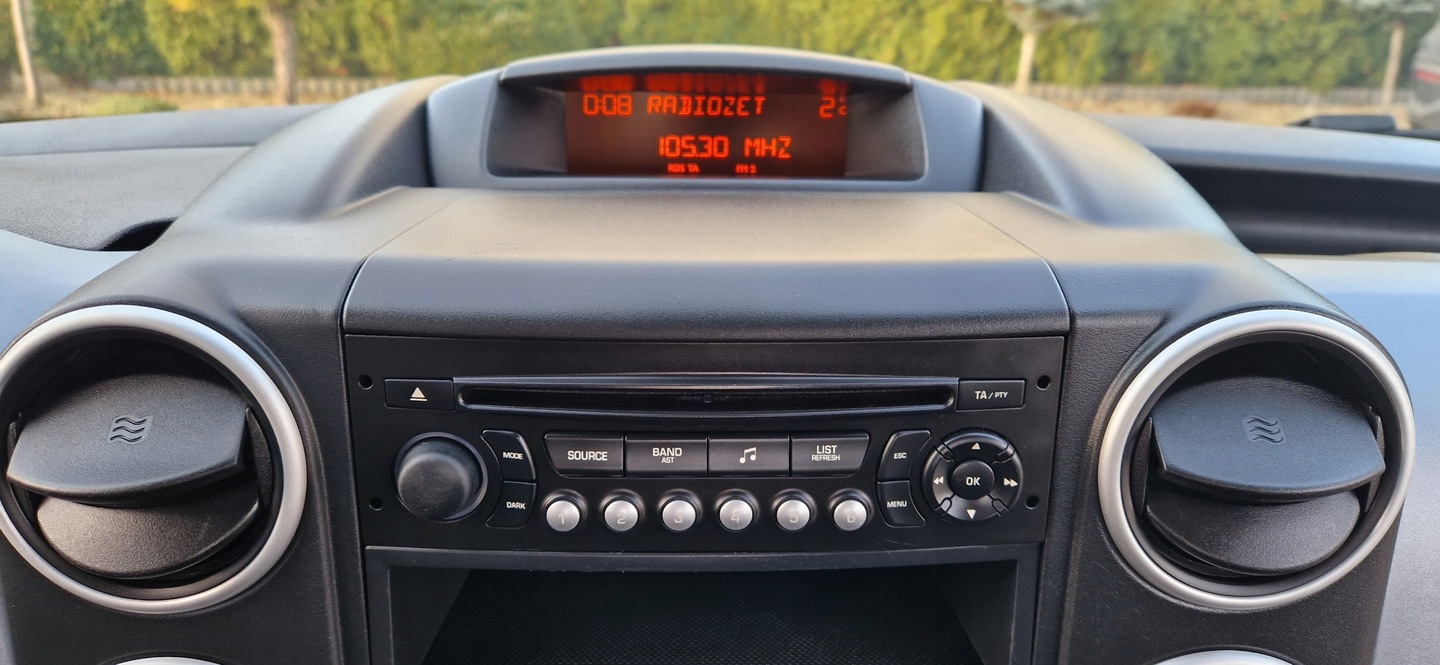 0:08 RADIOZET
105.30 MHZ
RDS TA FM 2
TA / PTY
MODE
SOURCE
BAND
AST
LIST
REFRESH
ESC
OK
DARK
1 2 3 4 5 6
MENU